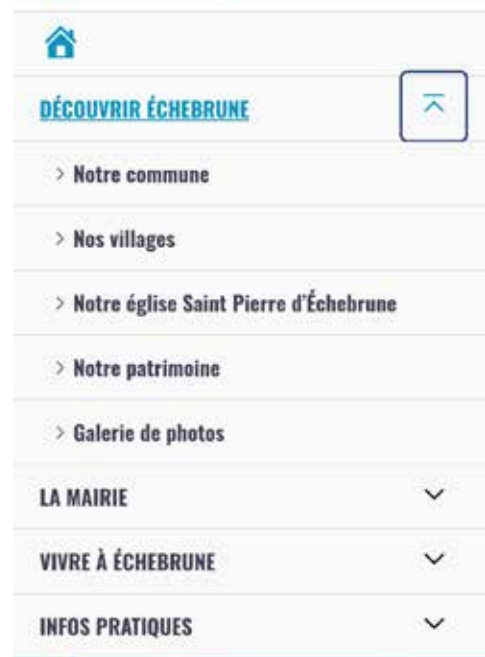 DÉCOUVRIR ÉCHEBRUNE
Notre commune
Nos villages
Notre église Saint Pierre d'Échebrune
Notre patrimoine
Galerie de photos
LA MAIRIE
VIVRE À ÉCHEBRUNE
INFOS PRATIQUES